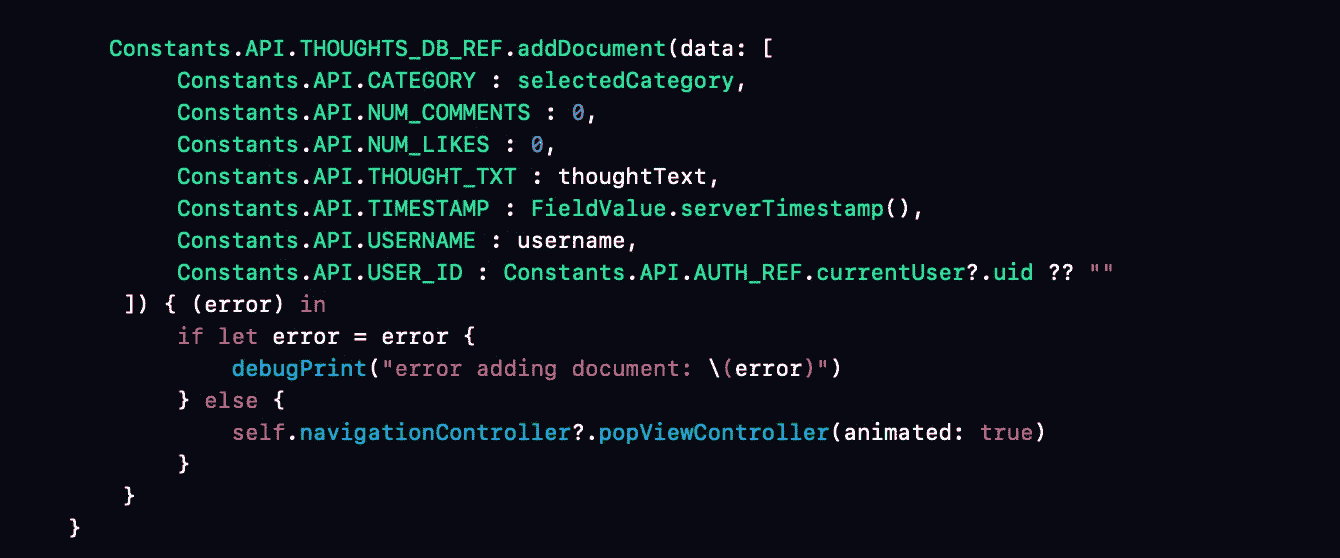 Constants.API.THOUGHTS_DB_REF.addDocument(data: [
Constants.API.CATEGORY : selectedCategory,
Constants.API.NUM_COMMENTS : 0,
Constants.API.NUM_LIKES : 0,
Constants.API.THOUGHT_TXT : thoughtText,
Constants.API.TIMESTAMP : FieldValue.serverTimestamp(),
Constants.API.USERNAME : username,
Constants.API.USER_ID : Constants.API.AUTH_REF.currentUser?.uid ?? ""
]) { (error) in
if let error = error {
debugPrint("error adding document: \(error)")
} else {
self.navigationController?.popViewController(animated: true)
}
}
}